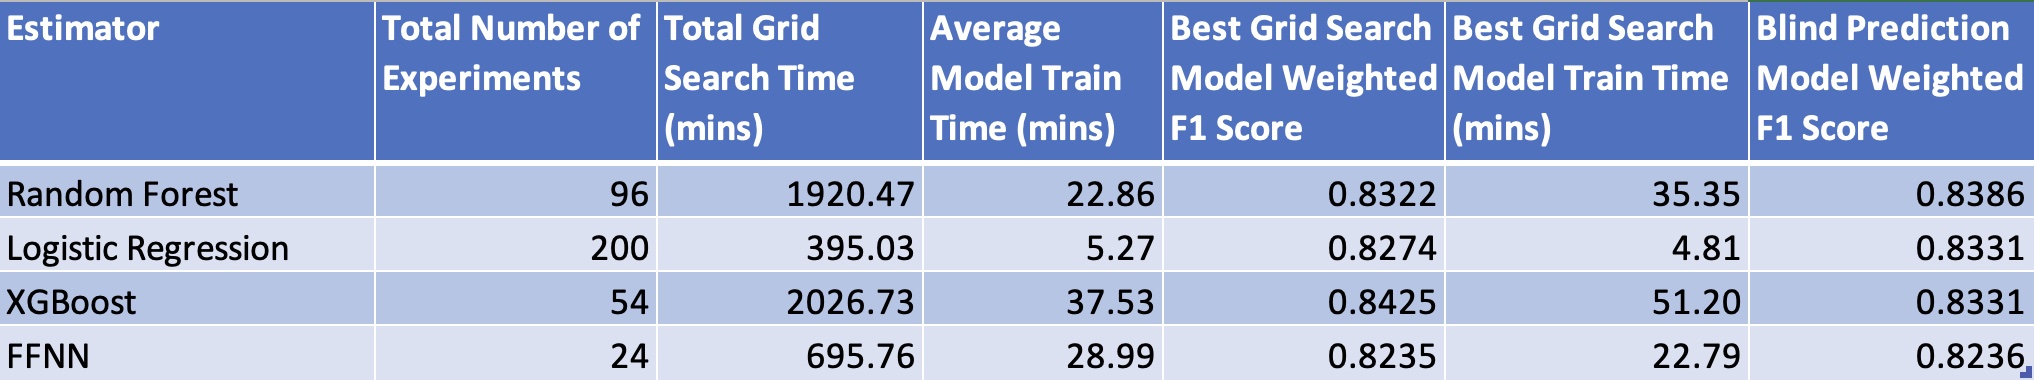 Estimator Total Number of Experiments Total Grid Search Time (mins) Average Model Train Time (mins) Best Grid Search Model Weighted F1 Score Best Grid Search Model Train Time (mins) Blind Prediction Model Weighted F1 Score
Random Forest 96 1920.47 22.86 0.8322 35.35 0.8386
Logistic Regression 200 395.03 5.27 0.8274 4.81 0.8331
XGBoost 54 2026.73 37.53 0.8425 51.20 0.8331
FFNN 24 695.76 28.99 0.8235 22.79 0.8236